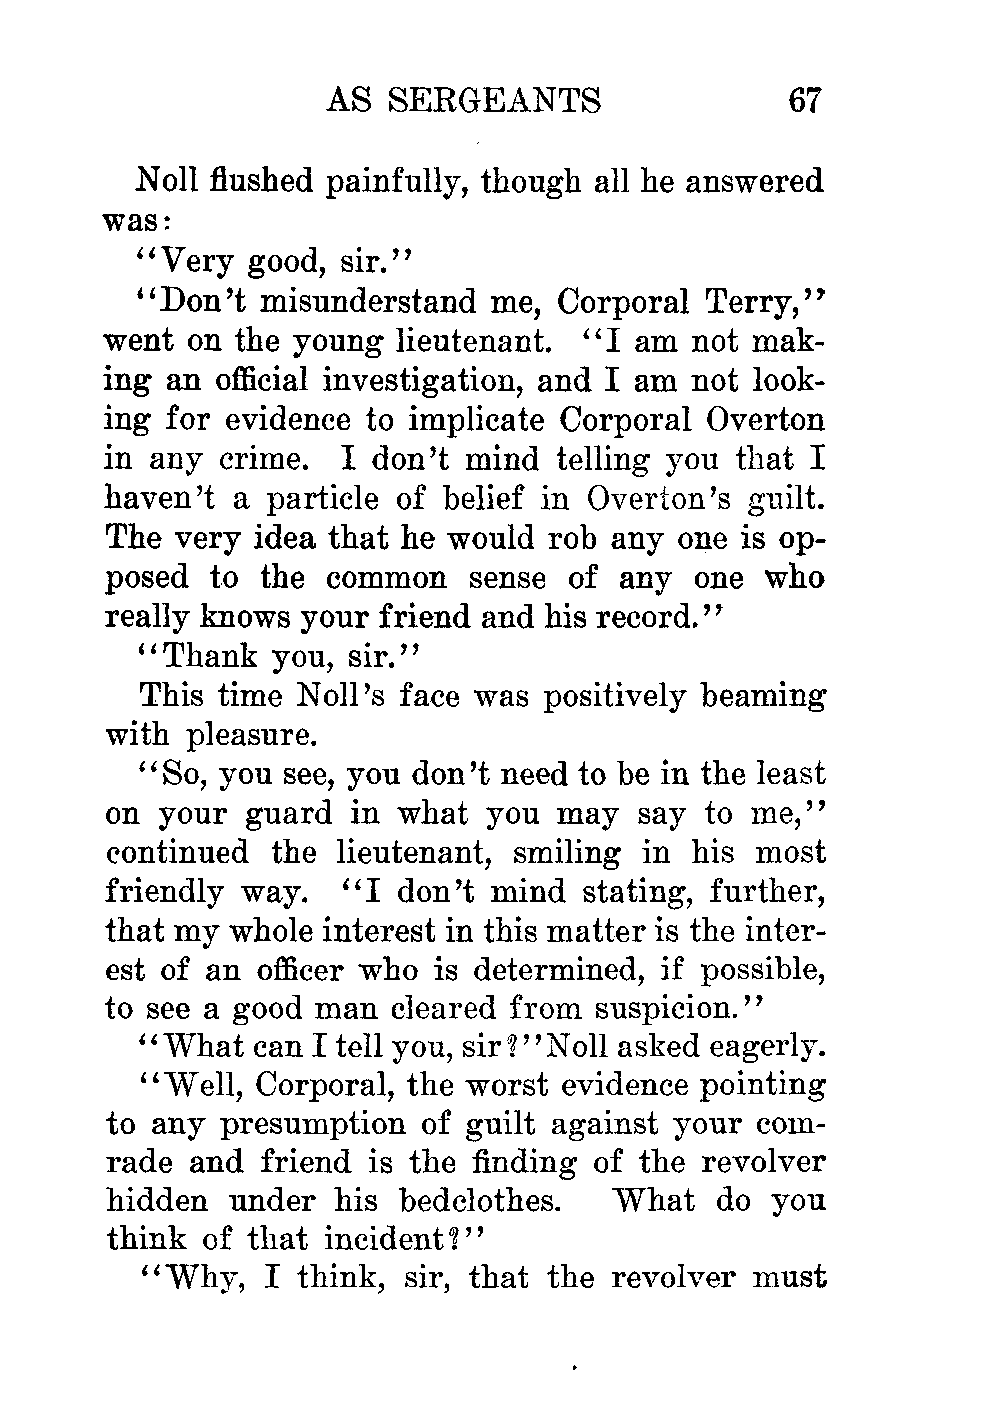 AS SERGEANTS 67
Noll flushed painfully, though all he answered
was:
"Very good, sir."
"Don't misunderstand me, Corporal Terry,"
went on the young lieutenant. "I am not mak-
ing an official investigation, and I am not look-
ing for evidence to implicate Corporal Overton
in any crime. I don't mind telling you that I
haven't a particle of belief in Overton's guilt.
The very idea that he would rob any one is op-
posed to the common sense of any one who
really knows your friend and his record."
"Thank you, sir."
This time Noll's face was positively beaming
with pleasure.
"So, you see, you don't need to be in the least
on your guard in what you may say to me,"
continued the lieutenant, smiling in his most
friendly way. "I don't mind stating, further,
that my whole interest in this matter is the inter-
est of an officer who is determined, if possible,
to see a good man cleared from suspicion."
"What can I tell you, sir?" Noll asked eagerly.
"Well, Corporal, the worst evidence pointing
to any presumption of guilt against your com-
rade and friend is the finding of the revolver
hidden under his bedclothes. What do you
think of that incident?"
"Why, I think, sir, that the revolver must